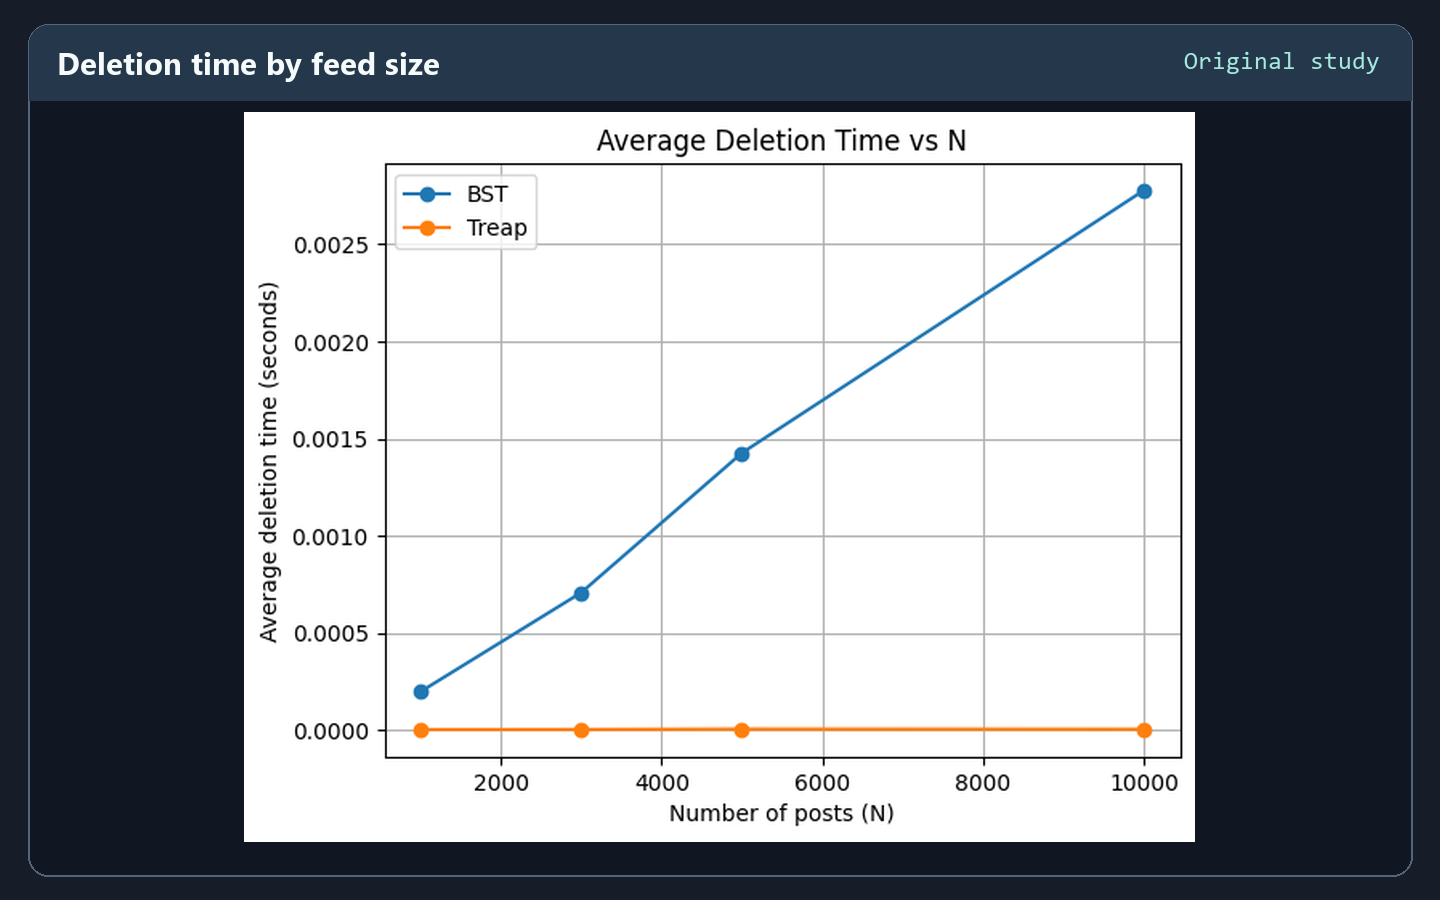 Deletion time by feed size
Original study
Average Deletion Time vs N
BST
Treap
0.0025
0.0020
0.0015
0.0010
0.0005
0.0000
Average deletion time (seconds)
2000 4000 6000 8000 10000
Number of posts (N)